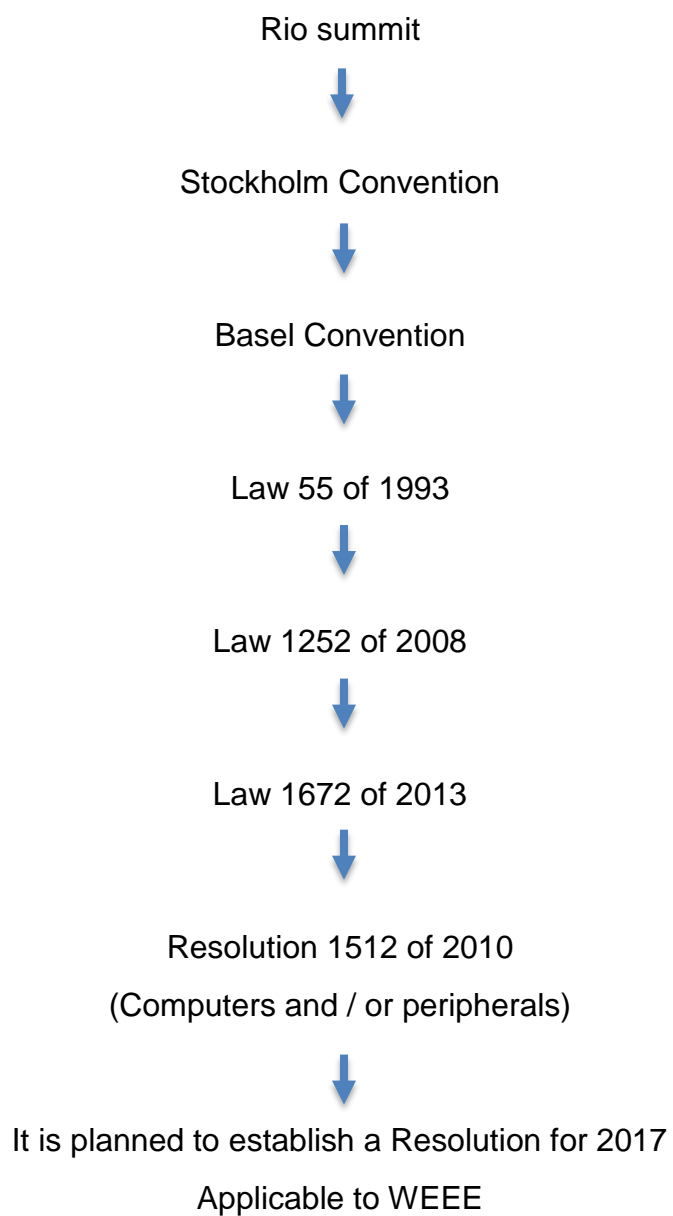 Rio summit
Stockholm Convention
Basel Convention
Law 55 of 1993
Law 1252 of 2008
Law 1672 of 2013
Resolution 1512 of 2010
(Computers and / or peripherals)
It is planned to establish a Resolution for 2017
Applicable to WEEE